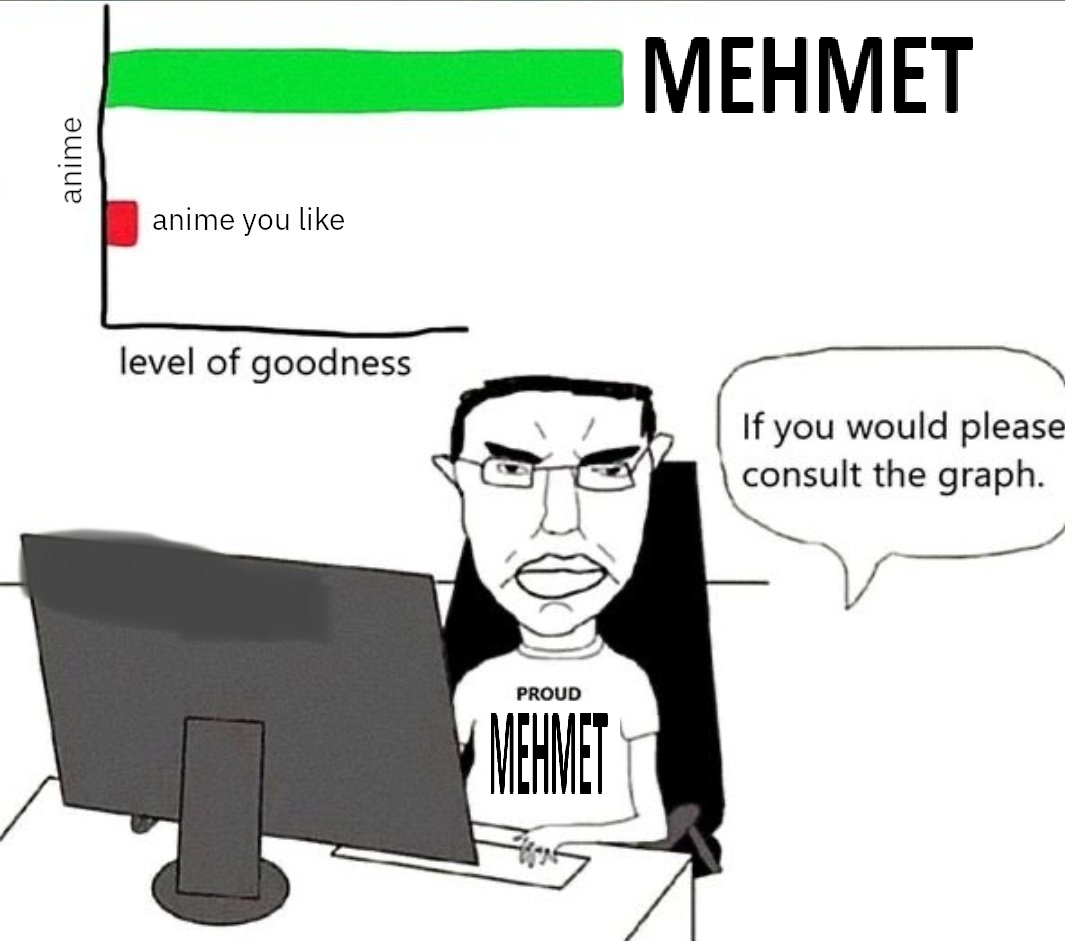 MEHMET
anime
anime you like
level of goodness
If you would please
consult the graph.
PROUD
MEHMET